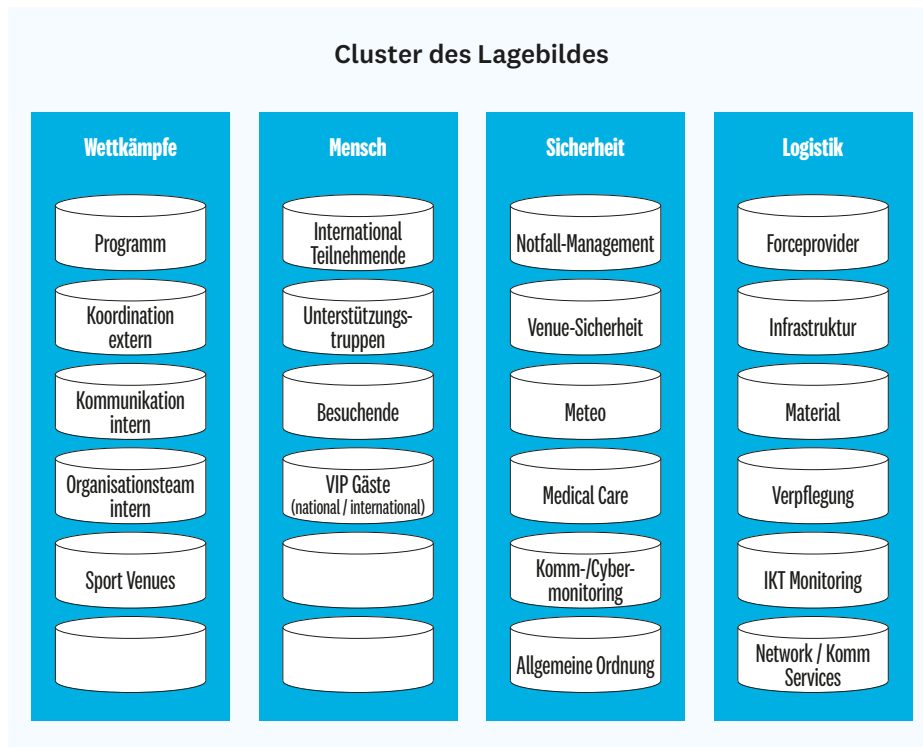 Cluster des Lagebildes
Wettkämpfe
Programm
Koordination
extern
Kommunikation
intern
Organisationsteam
intern
Sport Venues
Mensch
International
Teilnehmende
Unterstützungs-
truppen
Besuchende
VIP Gäste
(national / international)
Sicherheit
Notfall-Management
Venue-Sicherheit
Meteo
Medical Care
Komm-/Cyber-
monitoring
Allgemeine Ordnung
Logistik
Forceprovider
Infrastruktur
Material
Verpflegung
IKT Monitoring
Network / Komm
Services